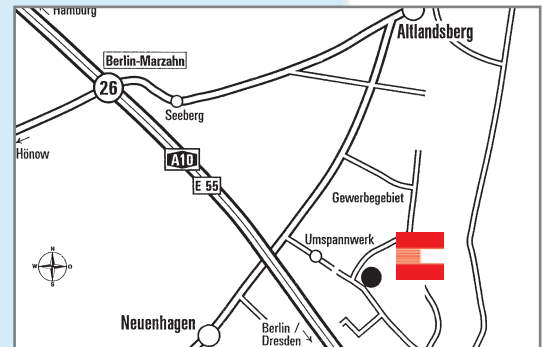 Hamburg
Altlandsberg
Berlin-Marzahn
26
Seeberg
Hönow
A10
E 55
Gewerbegebiet
Umspannwerk
N
W O
S
Neuenhagen
Berlin /
Dresden